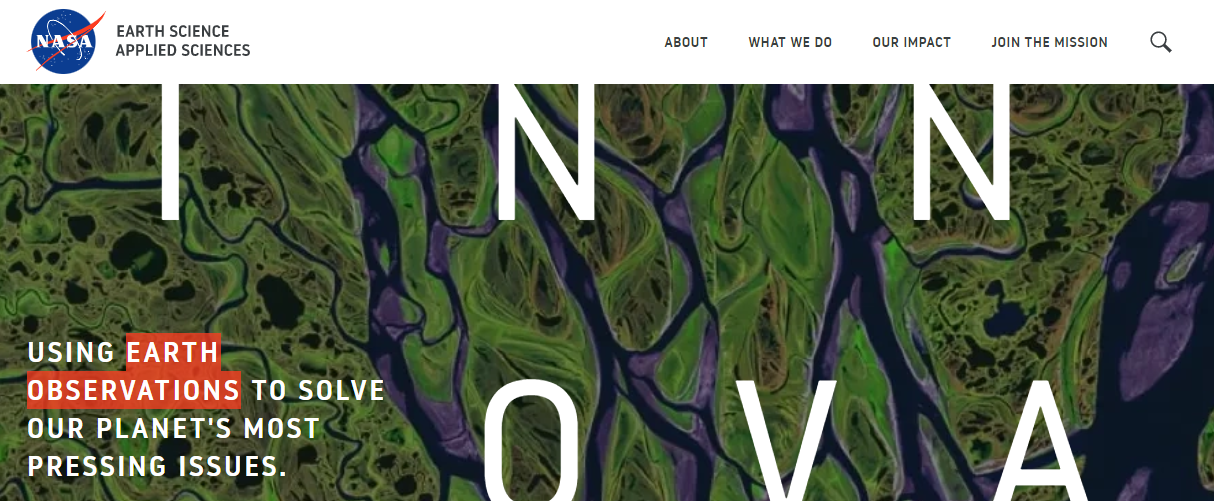 NASA
EARTH SCIENCE
APPLIED SCIENCES
ABOUT
WHAT WE DO
OUR IMPACT
JOIN THE MISSION
I N N
O V A
USING EARTH
OBSERVATIONS TO SOLVE
OUR PLANET'S MOST
PRESSING ISSUES.